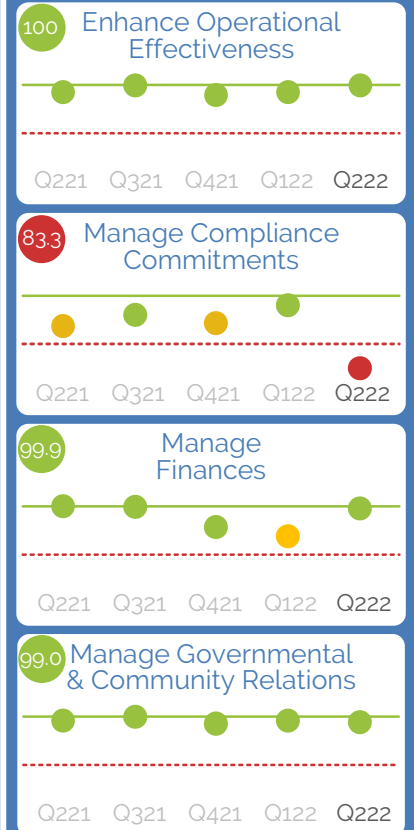 100
Enhance Operational
Effectiveness
Q221 Q321 Q421 Q122 Q222
83.3
Manage Compliance
Commitments
Q221 Q321 Q421 Q122 Q222
99.9
Manage
Finances
Q221 Q321 Q421 Q122 Q222
99.0
Manage Governmental
& Community Relations
Q221 Q321 Q421 Q122 Q222